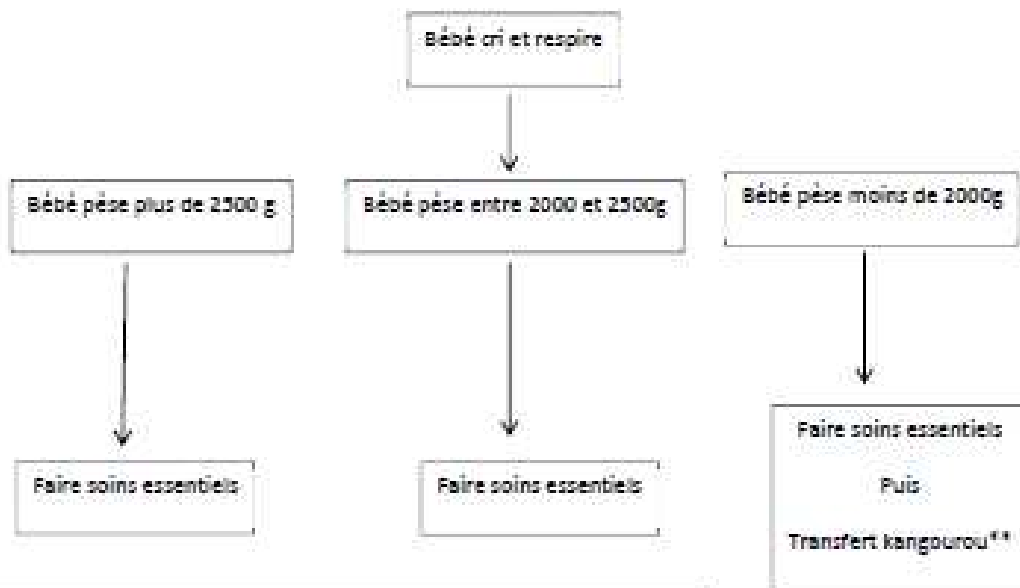 Bébé cri et respire
Bébé pèse plus de 2500 g
Bébé pèse entre 2000 et 2500g
Bébé pèse moins de 2000g
Faire soins essentiels
Faire soins essentiels
Faire soins essentiels
Puis
Transfert kangourou**